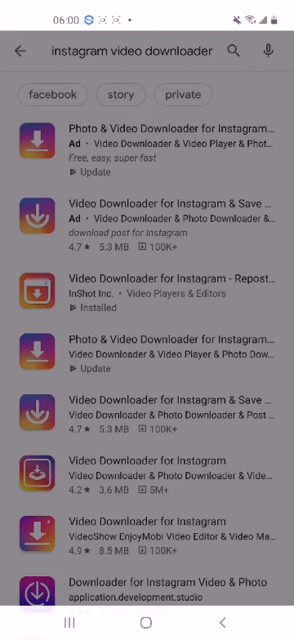 06:00
instagram video downloader
facebook
story
private
Photo & Video Downloader for Instagram...
Ad • Video Downloader & Video Player & Phot...
Free, easy, super fast
Update
Video Downloader for Instagram & Save ...
Ad • Video Downloader & Photo Downloader &...
download post for Instagram
4.7★ 5.3 MB 100K+
Video Downloader for Instagram - Repost...
InShot Inc. • Video Players & Editors
Installed
Photo & Video Downloader for Instagram...
Video Downloader & Video Player & Photo Dow...
Update
Video Downloader for Instagram & Save ...
Video Downloader & Photo Downloader & Post ...
4.7★ 5.3 MB 100K+
Video Downloader for Instagram
Video Downloader & Photo Downloader & Vide...
4.2★ 3.6 MB 5M+
Video Downloader for Instagram
VideoShow EnjoyMobi Video Editor & Video Ma...
4.9★ 8.5 MB 100K+
Downloader for Instagram Video & Photo
application.development.studio